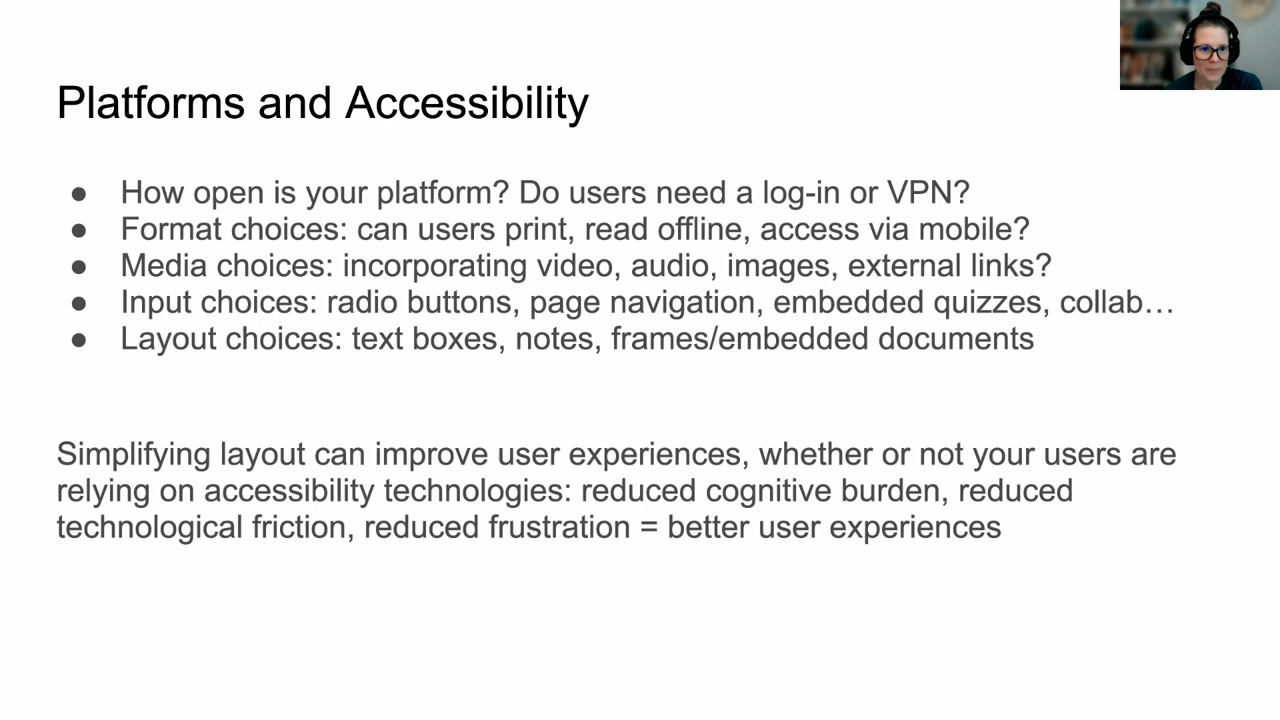 Platforms and Accessibility
● How open is your platform? Do users need a log-in or VPN?
● Format choices: can users print, read offline, access via mobile?
● Media choices: incorporating video, audio, images, external links?
● Input choices: radio buttons, page navigation, embedded quizzes, collab…
● Layout choices: text boxes, notes, frames/embedded documents
Simplifying layout can improve user experiences, whether or not your users are
relying on accessibility technologies: reduced cognitive burden, reduced
technological friction, reduced frustration = better user experiences